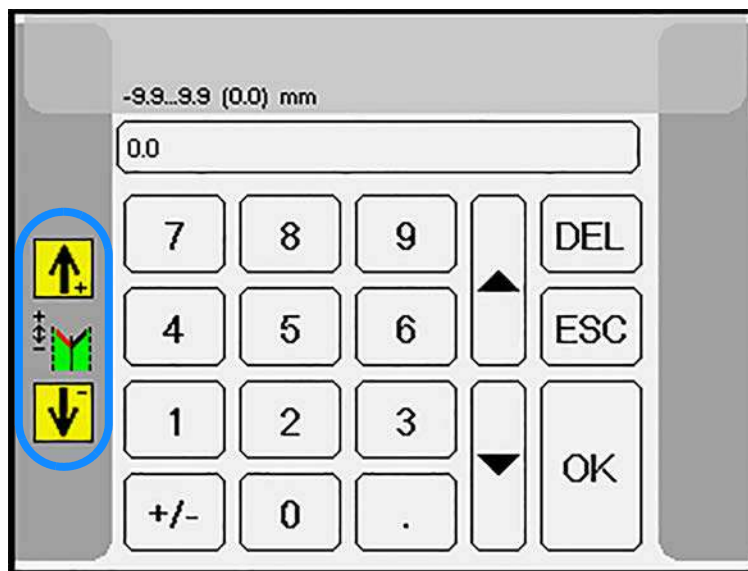 -9.9...9.9 (0.0) mm
0.0
7 8 9 DEL
4 5 6 ESC
1 2 3
OK
+/- 0 .
+
+
-
-